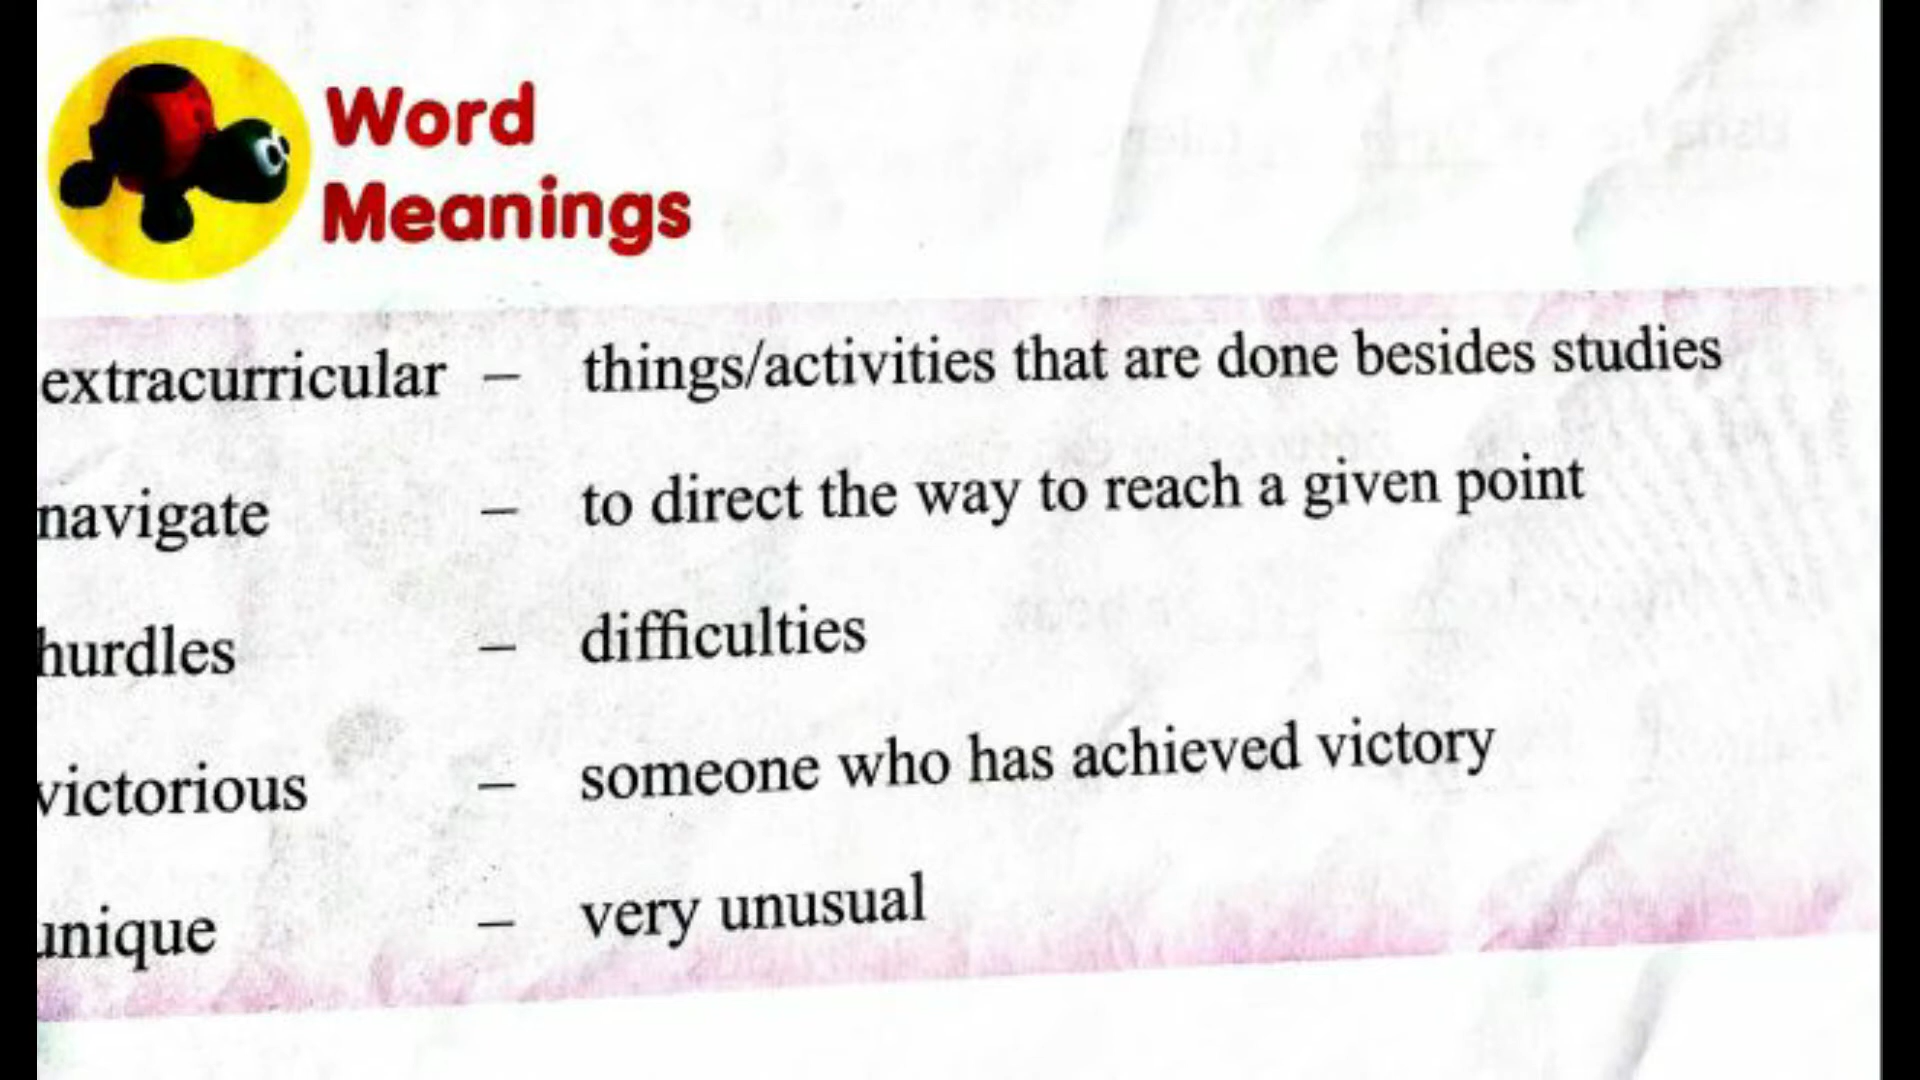 Word
Meanings
extracurricular – things/activities that are done besides studies
navigate – to direct the way to reach a given point
hurdles – difficulties
victorious – someone who has achieved victory
unique – very unusual